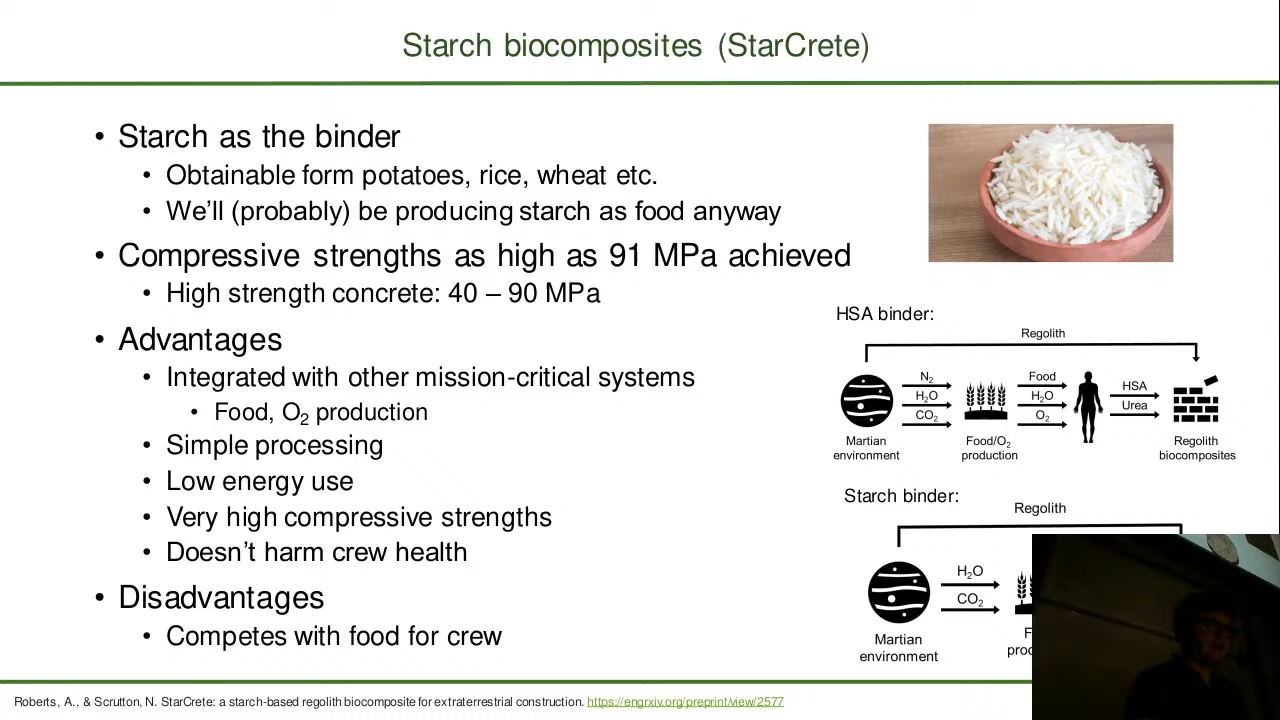 Starch biocomposites (StarCrete)
• Starch as the binder
• Obtainable form potatoes, rice, wheat etc.
• We’ll (probably) be producing starch as food anyway
• Compressive strengths as high as 91 MPa achieved
• High strength concrete: 40 – 90 MPa
• Advantages
• Integrated with other mission-critical systems
• Food, O₂ production
• Simple processing
• Low energy use
• Very high compressive strengths
• Doesn’t harm crew health
• Disadvantages
• Competes with food for crew
HSA binder:
Regolith
N₂
H₂O
CO₂
Food
H₂O
O₂
HSA
Urea
Martian
environment
Food/O₂
production
Regolith
biocomposites
Starch binder:
Regolith
H₂O
CO₂
Martian
environment
Roberts, A., & Scrutton, N. StarCrete: a starch-based regolith biocomposite for extraterrestrial construction. https://engrxiv.org/preprint/view/2577